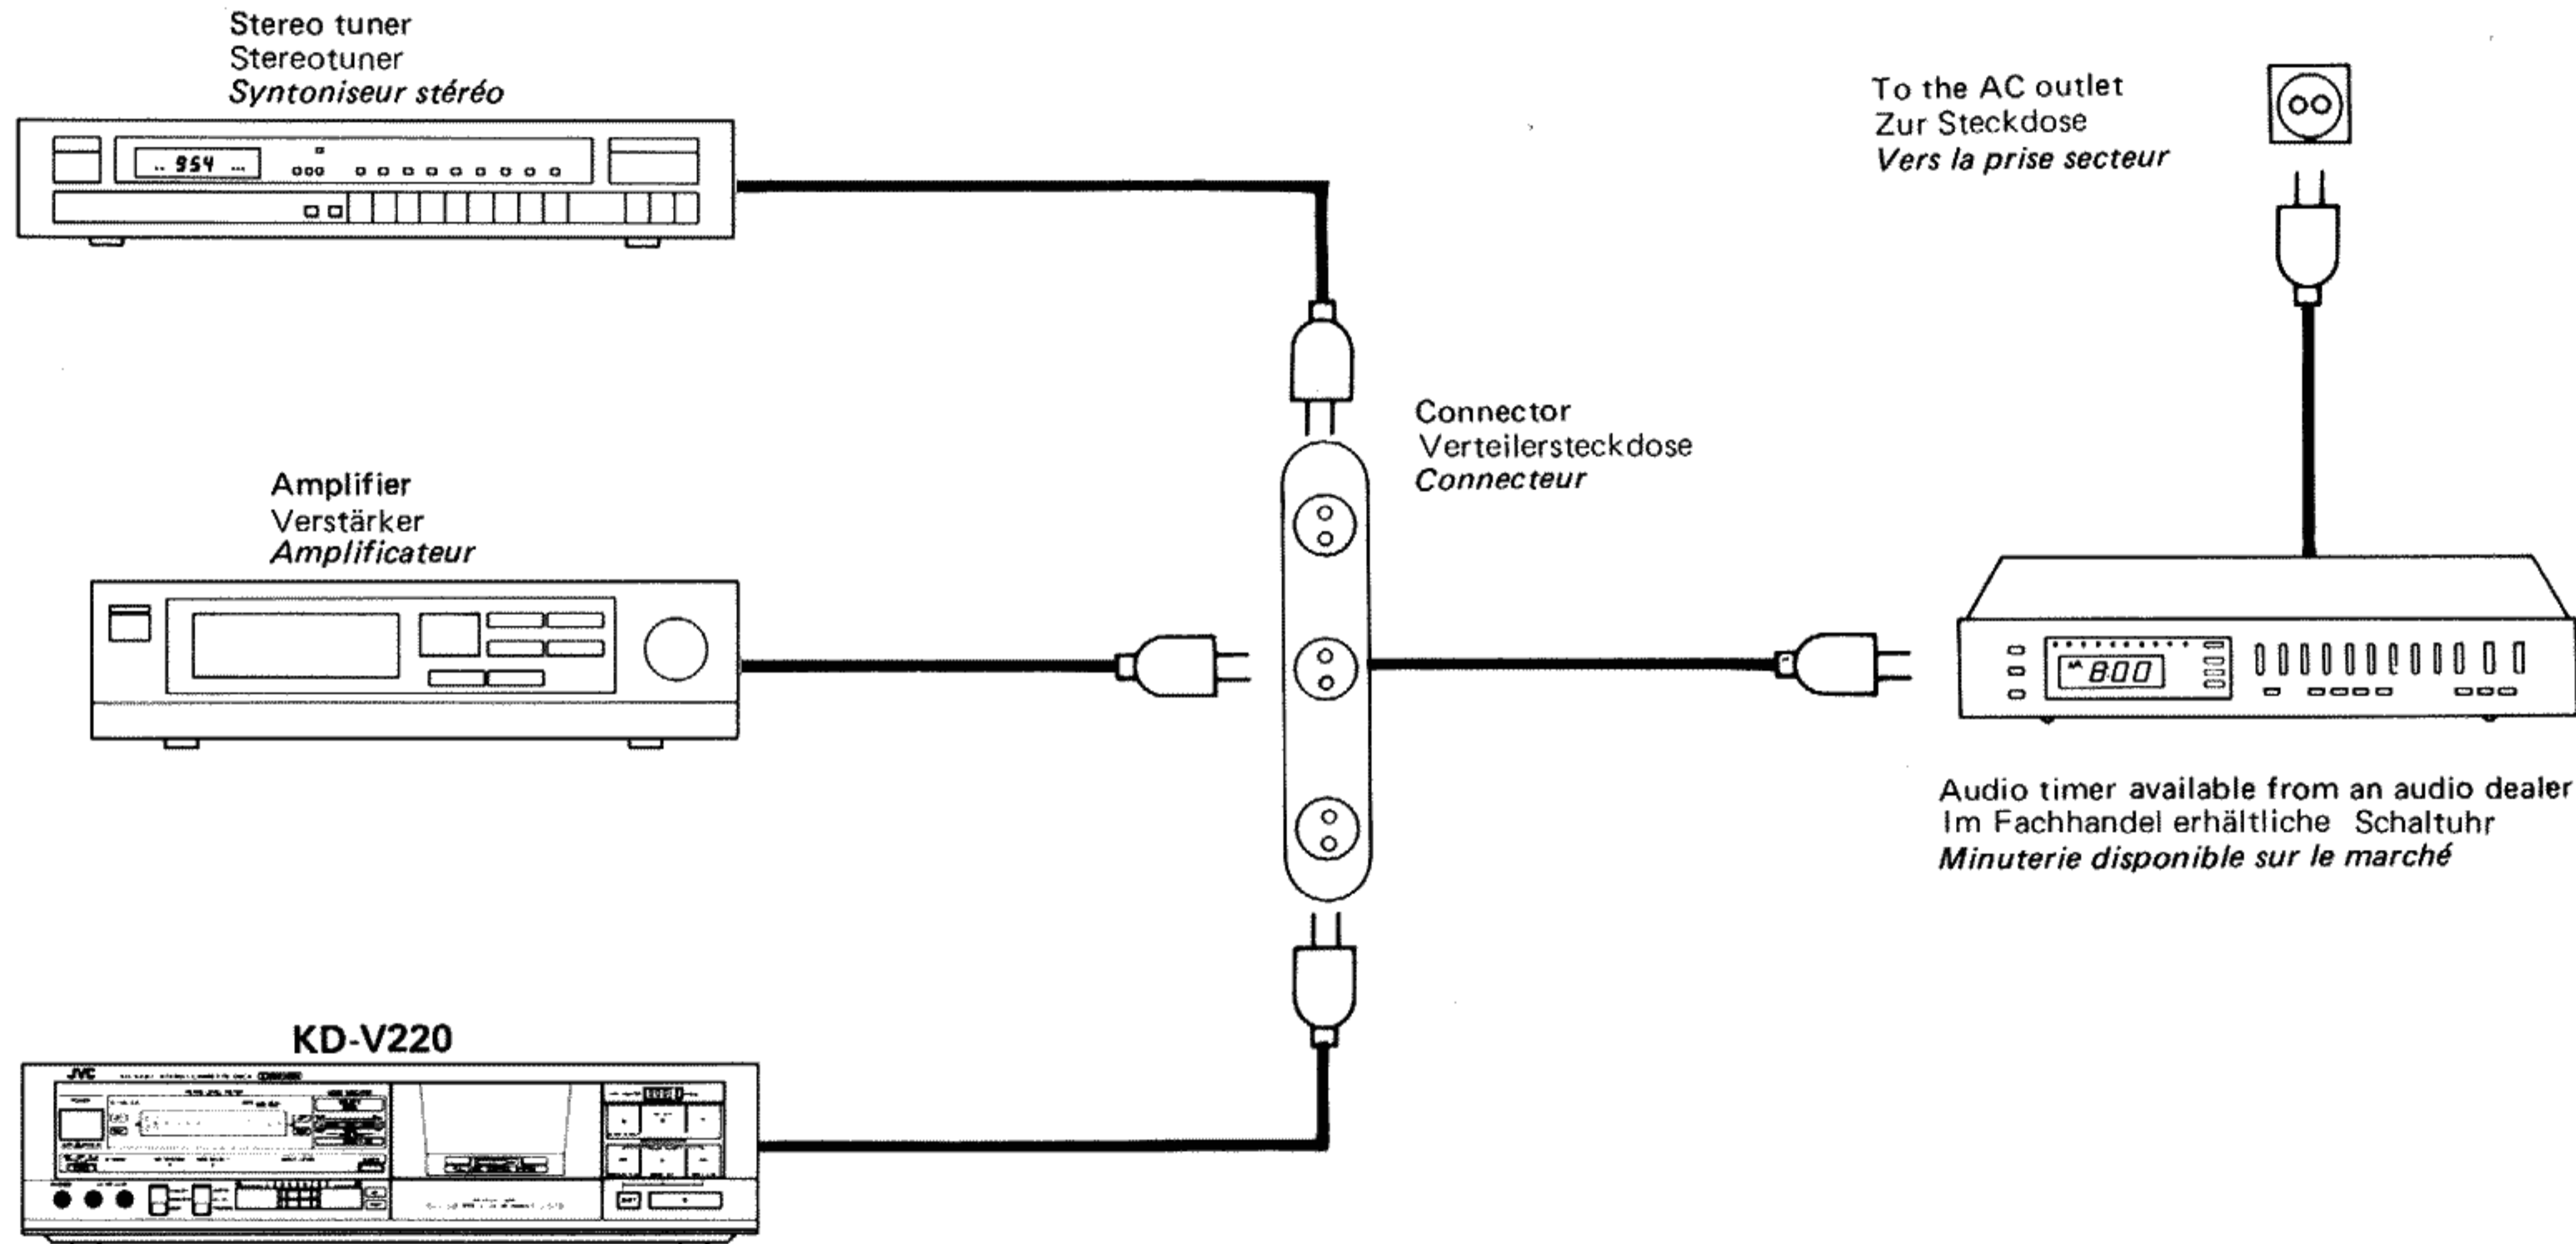 Stereo tuner
Stereotuner
Syntoniseur stéréo
954
To the AC outlet
Zur Steckdose
Vers la prise secteur
Connector
Verteilersteckdose
Connecteur
Amplifier
Verstärker
Amplificateur
8:00
Audio timer available from an audio dealer
Im Fachhandel erhältliche Schaltuhr
Minuterie disponible sur le marché
KD-V220
JVC